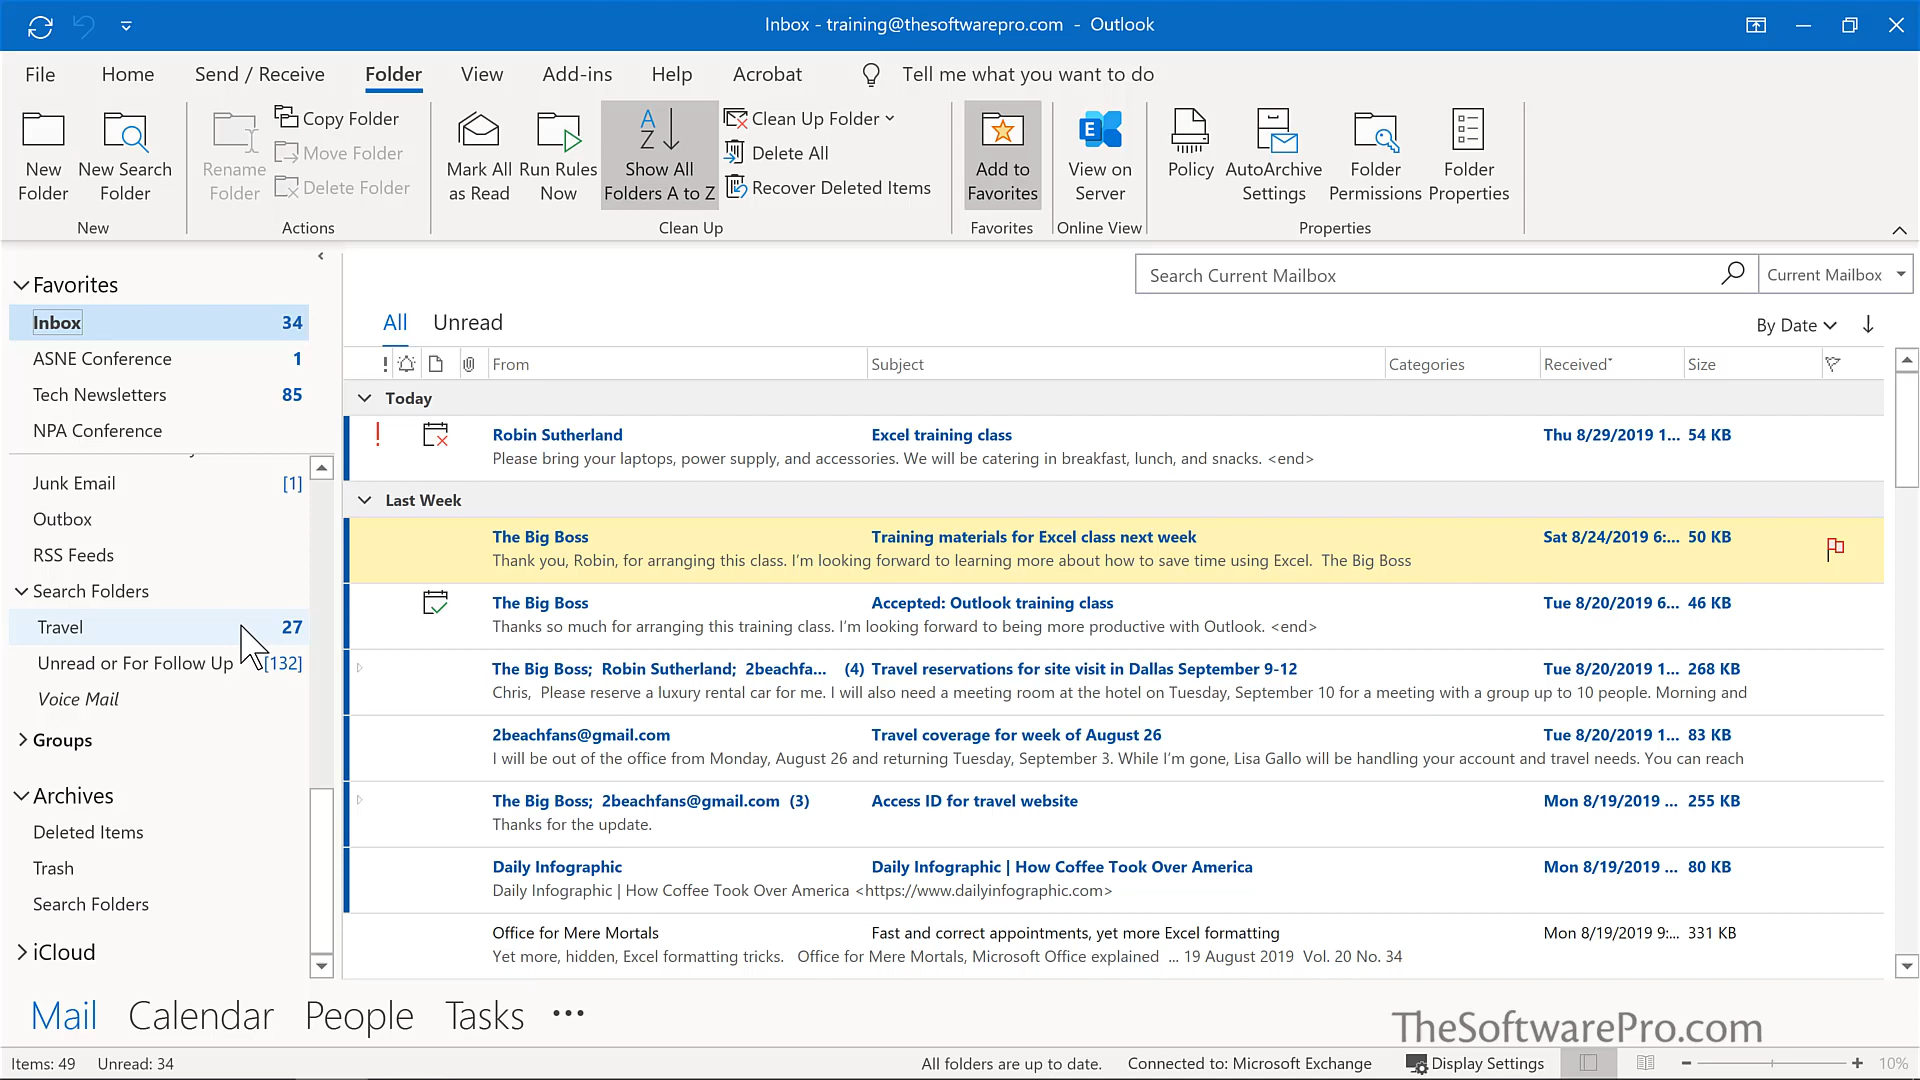 Inbox - training@thesoftwarepro.com - Outlook
File Home Send / Receive Folder View Add-ins Help Acrobat Tell me what you want to do
New Folder
New Search Folder
New
Rename Folder
Copy Folder
Move Folder
Delete Folder
Actions
Mark All as Read
Run Rules Now
Show All Folders A to Z
Clean Up Folder
Delete All
Recover Deleted Items
Clean Up
Add to Favorites
Favorites
View on Server
Online View
Policy
AutoArchive Settings
Folder Permissions
Folder Properties
Properties
Favorites
Inbox 34
ASNE Conference 1
Tech Newsletters 85
NPA Conference
Junk Email [1]
Outbox
RSS Feeds
Search Folders
Travel 27
Unread or For Follow Up [132]
Voice Mail
Groups
Archives
Deleted Items
Trash
Search Folders
iCloud
Search Current Mailbox Current Mailbox
All Unread By Date
! From Subject Categories Received Size
Today
Robin Sutherland Excel training class Thu 8/29/2019 1... 54 KB
Please bring your laptops, power supply, and accessories. We will be catering in breakfast, lunch, and snacks. <end>
Last Week
The Big Boss Training materials for Excel class next week Sat 8/24/2019 6:... 50 KB
Thank you, Robin, for arranging this class. I'm looking forward to learning more about how to save time using Excel. The Big Boss
The Big Boss Accepted: Outlook training class Tue 8/20/2019 6... 46 KB
Thanks so much for arranging this training class. I'm looking forward to being more productive with Outlook. <end>
The Big Boss; Robin Sutherland; 2beachfa... (4) Travel reservations for site visit in Dallas September 9-12 Tue 8/20/2019 1... 268 KB
Chris, Please reserve a luxury rental car for me. I will also need a meeting room at the hotel on Tuesday, September 10 for a meeting with a group up to 10 people. Morning and
2beachfans@gmail.com Travel coverage for week of August 26 Tue 8/20/2019 1... 83 KB
I will be out of the office from Monday, August 26 and returning Tuesday, September 3. While I'm gone, Lisa Gallo will be handling your account and travel needs. You can reach
The Big Boss; 2beachfans@gmail.com (3) Access ID for travel website Mon 8/19/2019 ... 255 KB
Thanks for the update.
Daily Infographic Daily Infographic | How Coffee Took Over America Mon 8/19/2019 ... 80 KB
Daily Infographic | How Coffee Took Over America <https://www.dailyinfographic.com>
Office for Mere Mortals Fast and correct appointments, yet more Excel formatting Mon 8/19/2019 9:... 331 KB
Yet more, hidden, Excel formatting tricks. Office for Mere Mortals, Microsoft Office explained ... 19 August 2019 Vol. 20 No. 34
Mail Calendar People Tasks ...
TheSoftwarePro.com
Items: 49 Unread: 34 All folders are up to date. Connected to: Microsoft Exchange Display Settings 10%